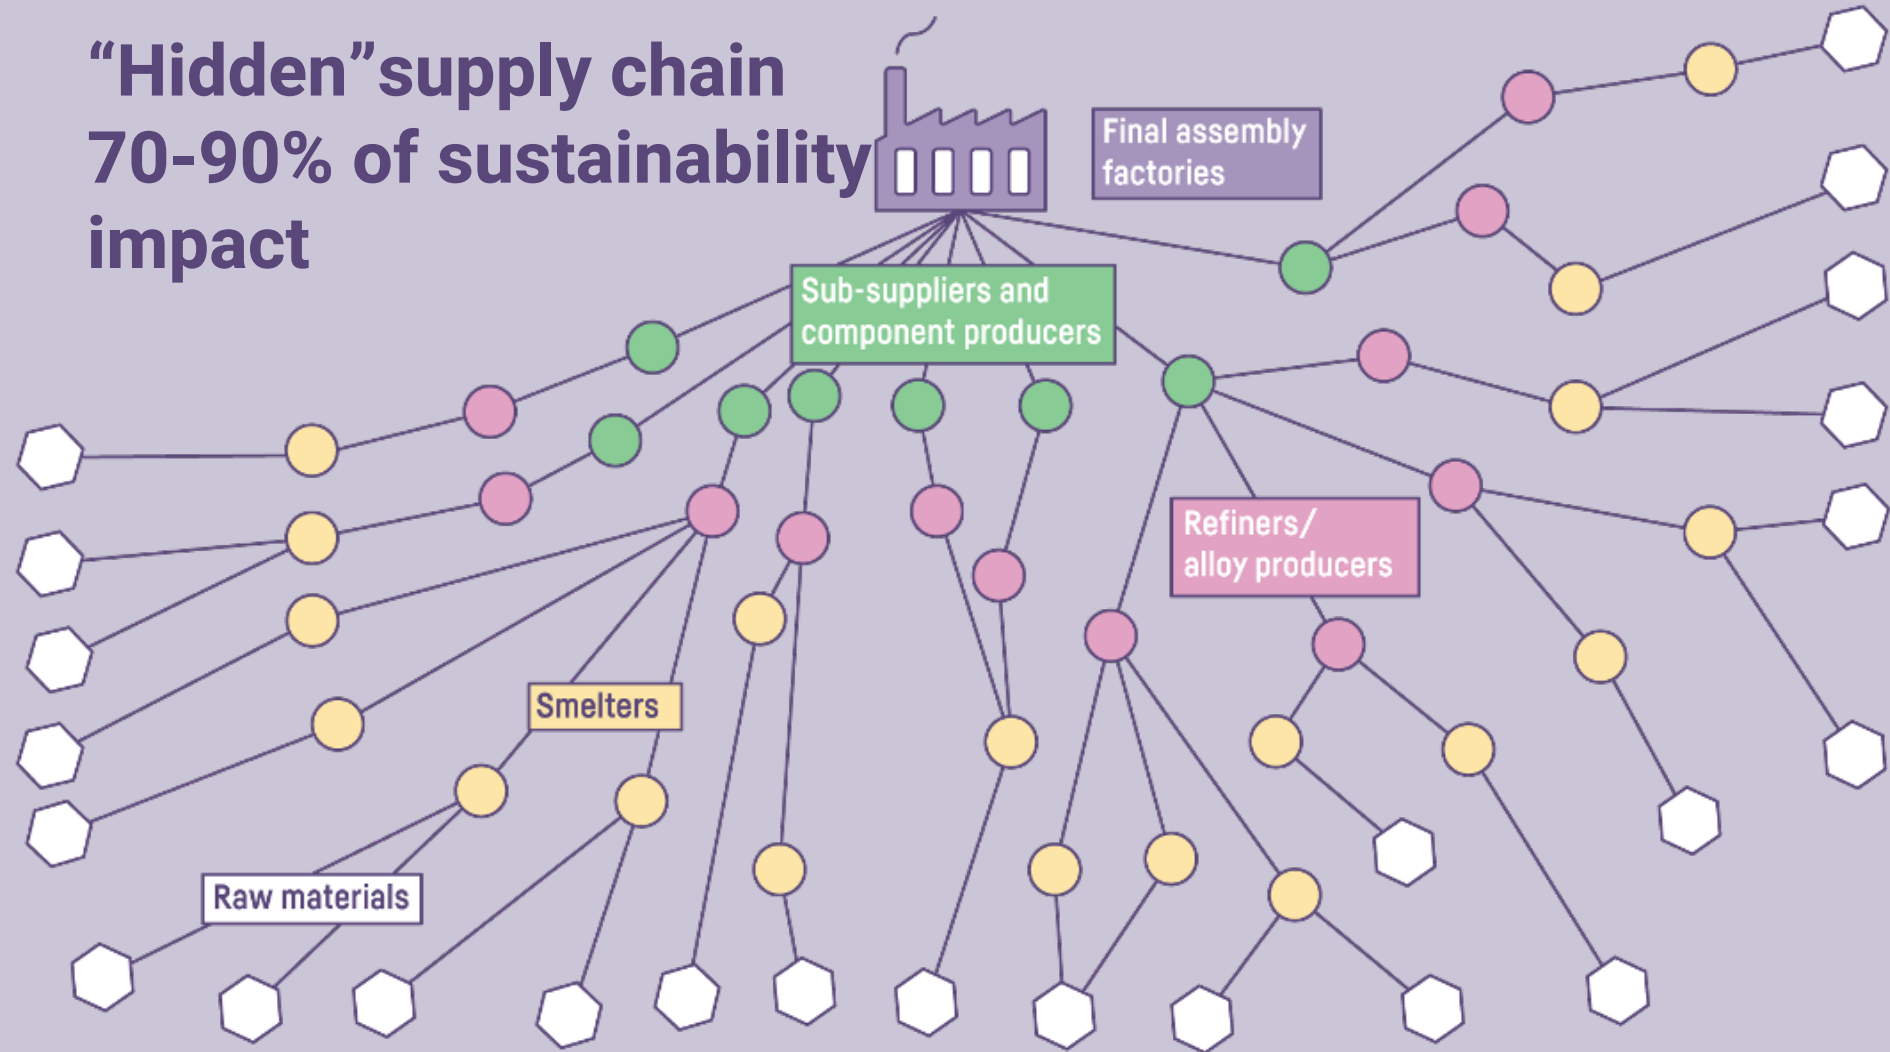 “Hidden”supply chain
70-90% of sustainability
impact
Final assembly
factories
Sub-suppliers and
component producers
Refiners/
alloy producers
Smelters
Raw materials